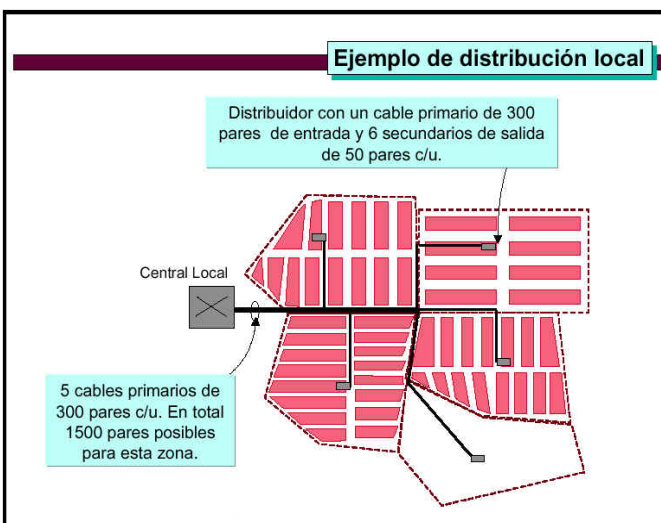 Ejemplo de distribución local
Distribuidor con un cable primario de 300
pares de entrada y 6 secundarios de salida
de 50 pares c/u.
Central Local
5 cables primarios de
300 pares c/u. En total
1500 pares posibles
para esta zona.